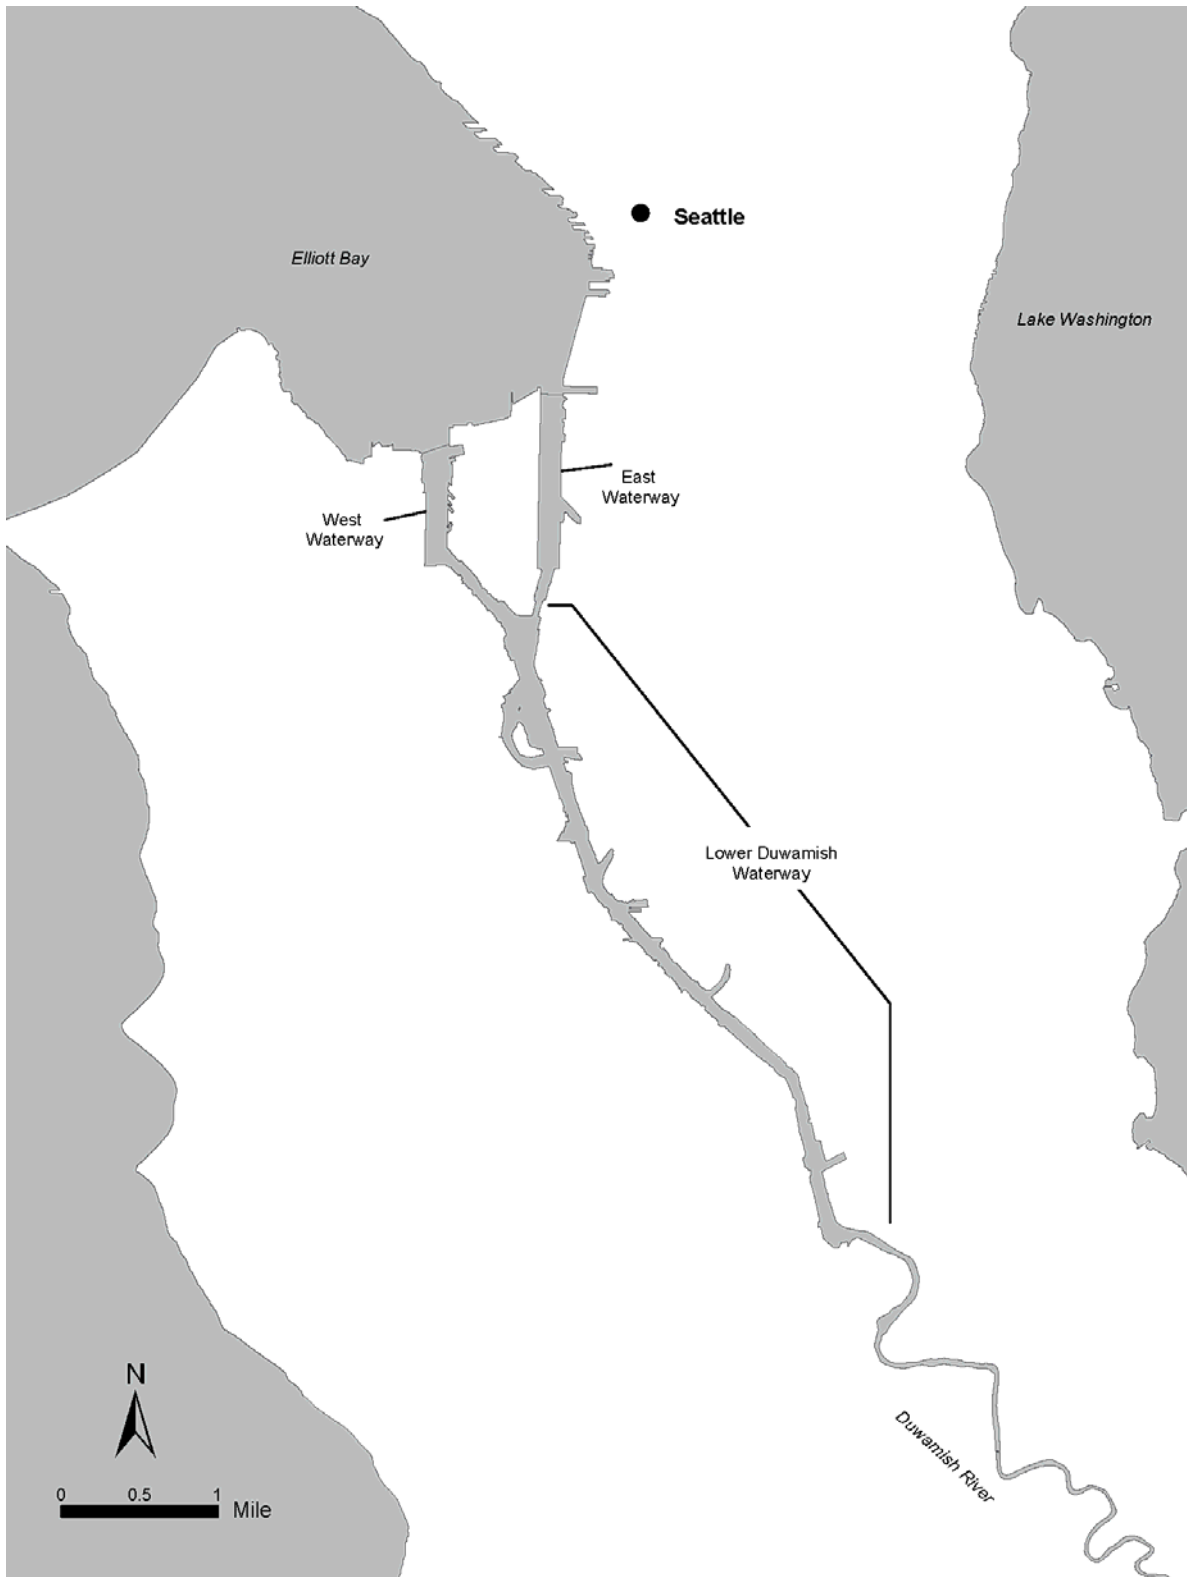 Seattle
Elliott Bay
Lake Washington
East
Waterway
West
Waterway
Lower Duwamish
Waterway
N
Duwamish River
0 0.5 1
Mile